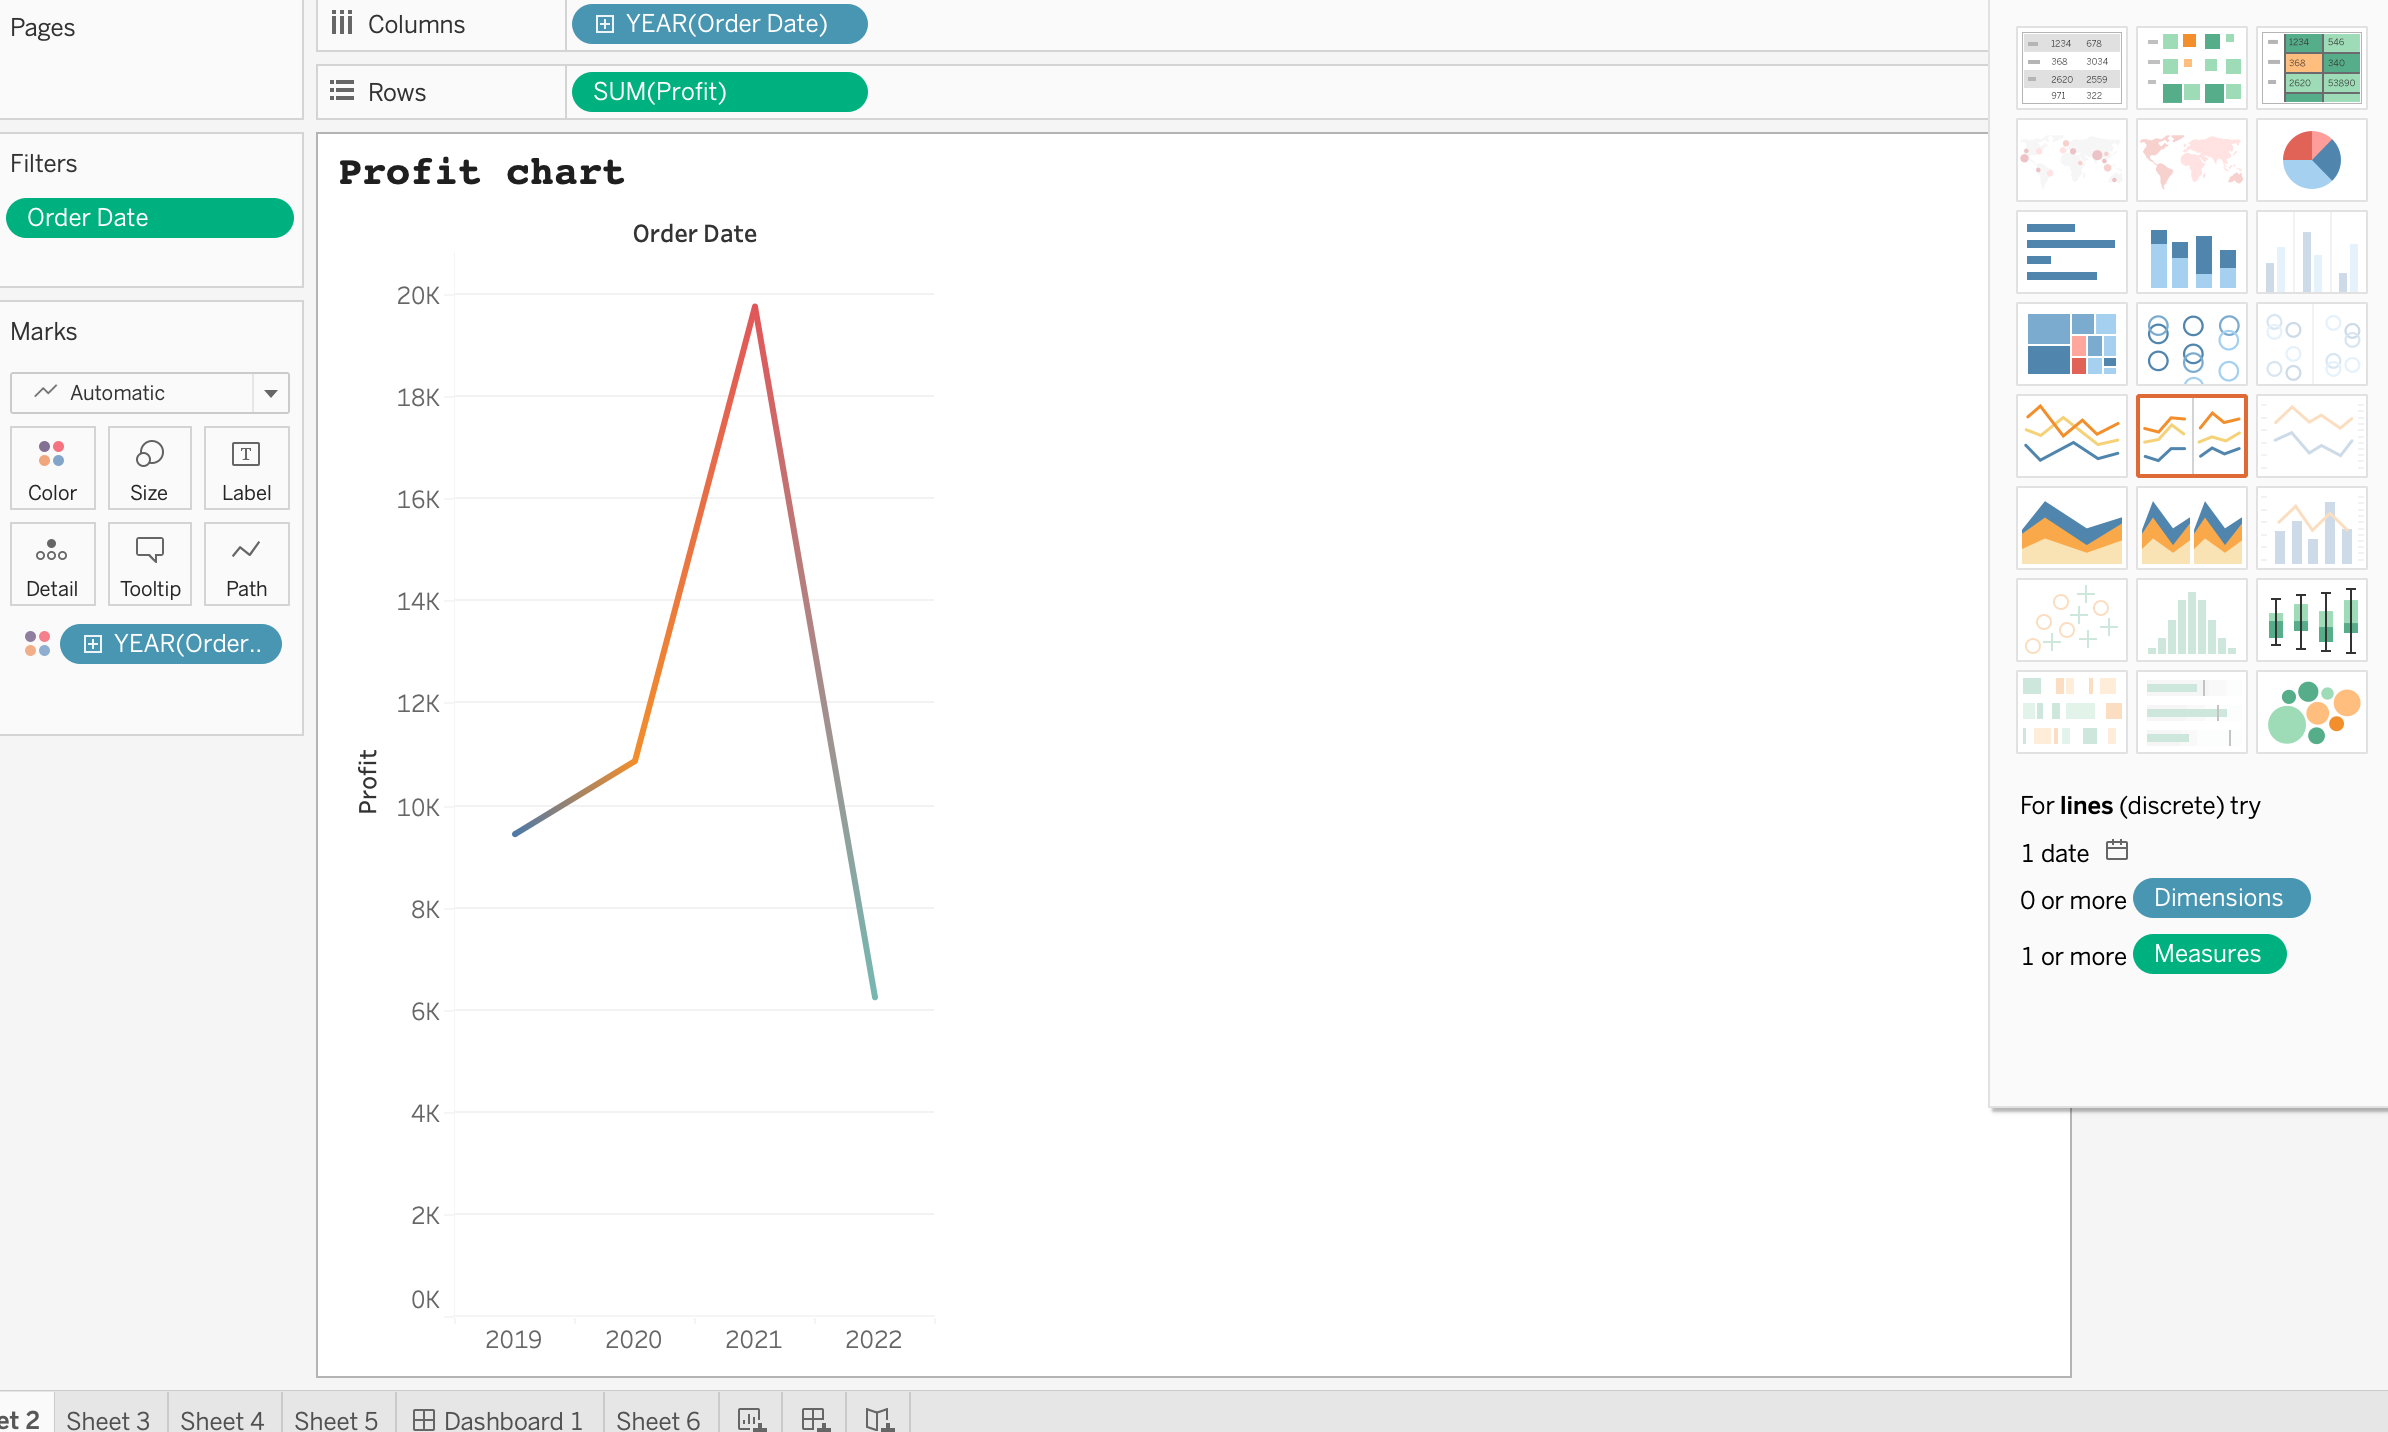 Pages
Columns
YEAR(Order Date)
Rows
SUM(Profit)
Filters
Order Date
Marks
Automatic
Color
Size
Label
Detail
Tooltip
Path
YEAR(Order..
Profit chart
Order Date
20K
18K
16K
14K
12K
10K
8K
6K
4K
2K
0K
Profit
2019
2020
2021
2022
1234 678
368 3034
2620 2559
971 322
1234 546
368 340
2620 53890
For lines (discrete) try
1 date
0 or more Dimensions
1 or more Measures
et 2
Sheet 3
Sheet 4
Sheet 5
Dashboard 1
Sheet 6